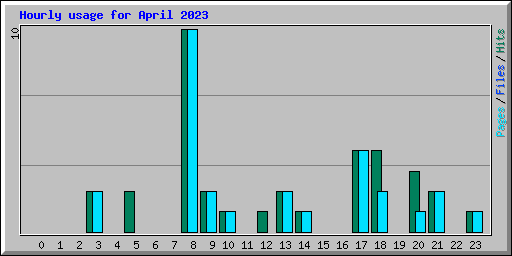 Hourly usage for April 2023
10
Pages/Files/Hits
0 1 2 3 4 5 6 7 8 9 10 11 12 13 14 15 16 17 18 19 20 21 22 23